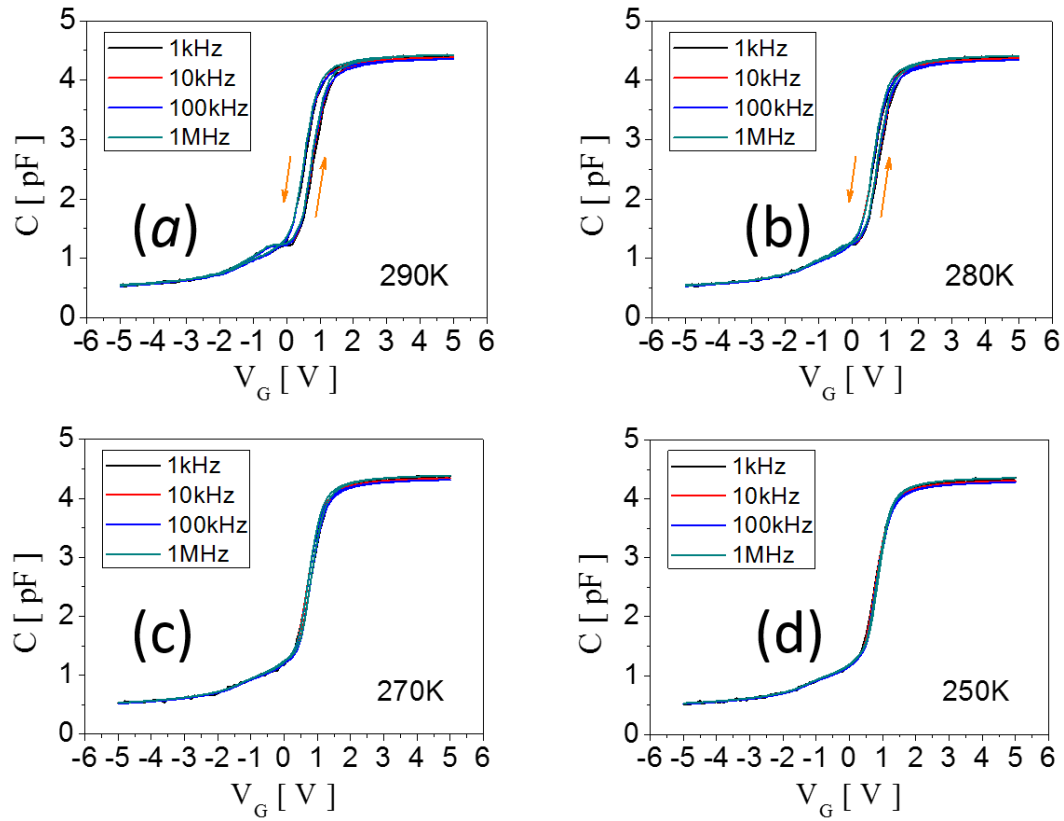 5
4
3
2
1
0
C [ pF ]
1kHz
10kHz
100kHz
1MHz
(a)
290K
-6 -5 -4 -3 -2 -1 0 1 2 3 4 5 6
V_G [ V ]
5
4
3
2
1
0
C [ pF ]
1kHz
10kHz
100kHz
1MHz
(b)
280K
-6 -5 -4 -3 -2 -1 0 1 2 3 4 5 6
V_G [ V ]
5
4
3
2
1
0
C [ pF ]
1kHz
10kHz
100kHz
1MHz
(c)
270K
-6 -5 -4 -3 -2 -1 0 1 2 3 4 5 6
V_G [ V ]
5
4
3
2
1
0
C [ pF ]
1kHz
10kHz
100kHz
1MHz
(d)
250K
-6 -5 -4 -3 -2 -1 0 1 2 3 4 5 6
V_G [ V ]